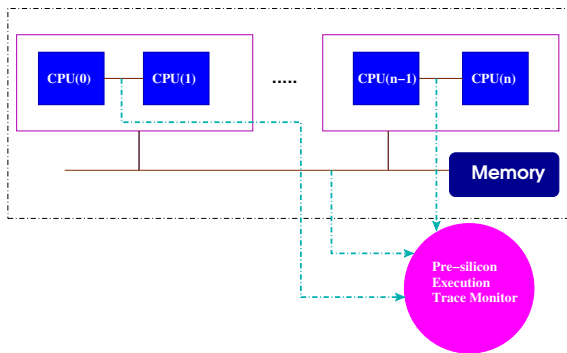 CPU(0)
CPU(1)
.....
CPU(n−1)
CPU(n)
Memory
Pre−silicon
Execution
Trace Monitor